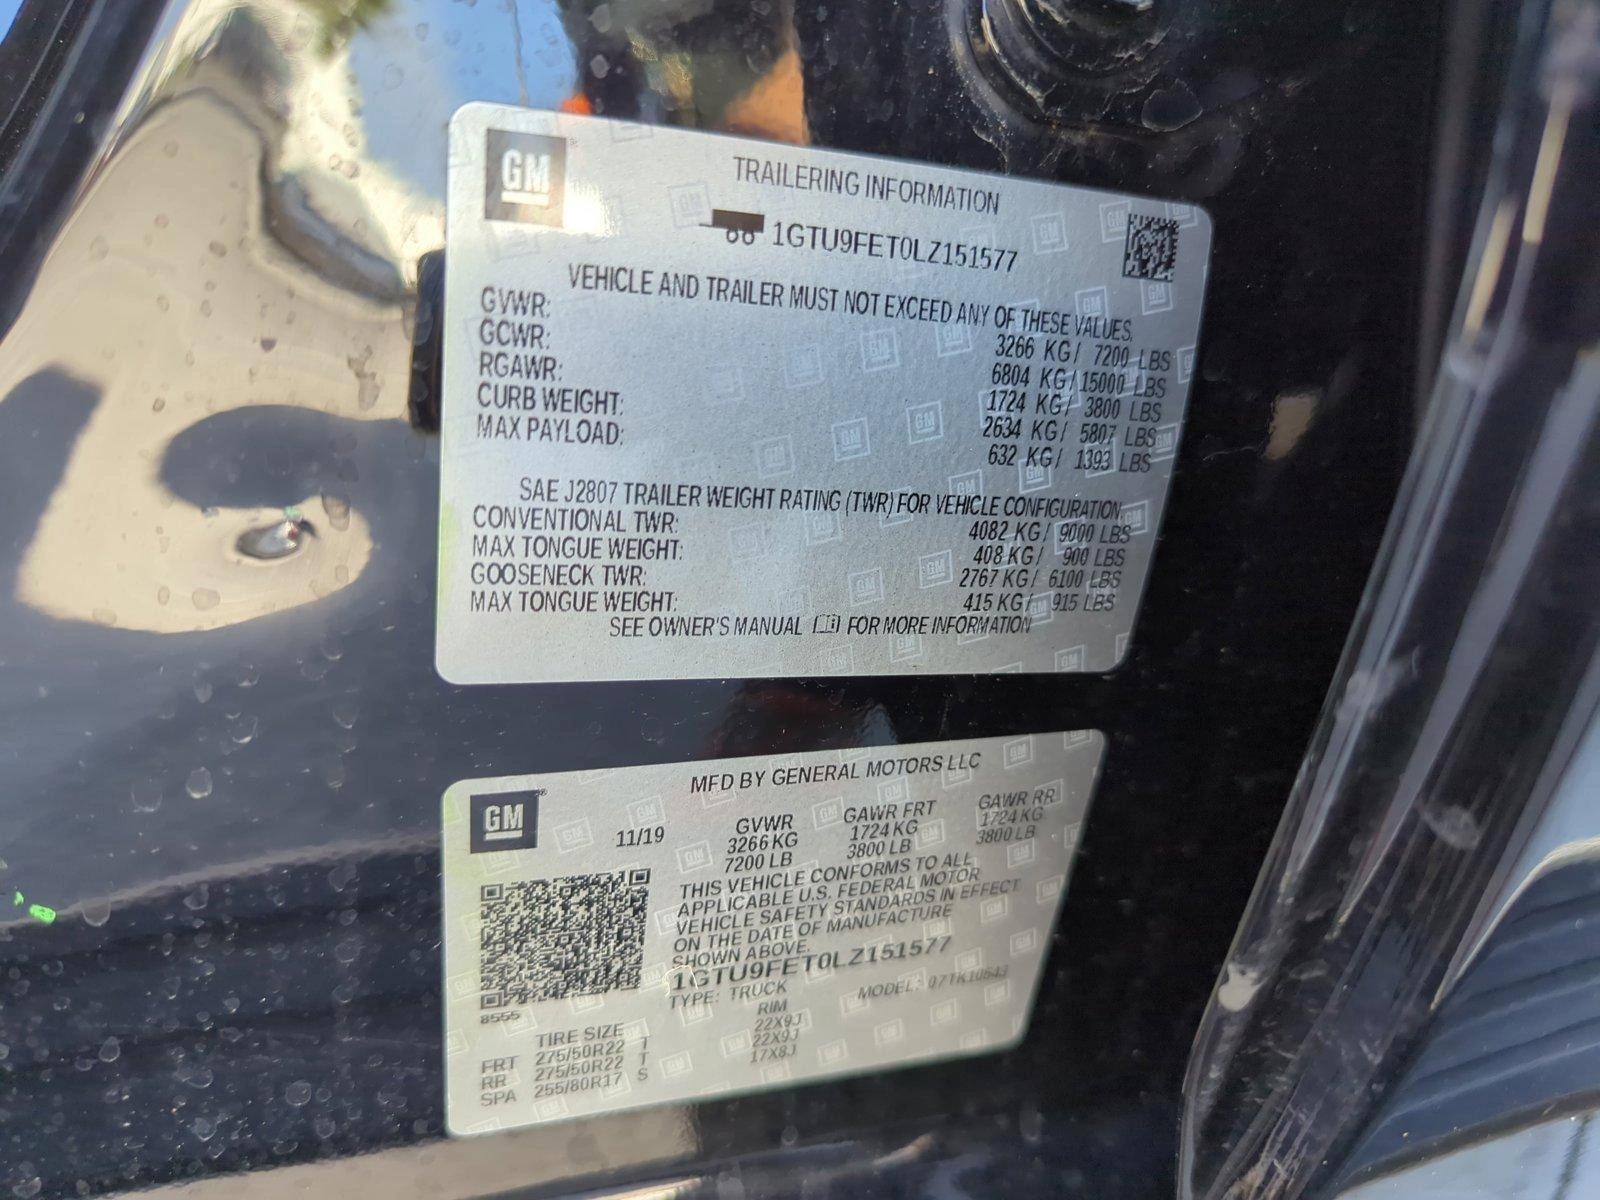 GM
TRAILERING INFORMATION
1GTU9FET0LZ151577
VEHICLE AND TRAILER MUST NOT EXCEED ANY OF THESE VALUES.
GVWR: 3266 KG/ 7200 LBS
GCWR: 6804 KG/ 15000 LBS
RGAWR: 1724 KG/ 3800 LBS
CURB WEIGHT: 2634 KG/ 5807 LBS
MAX PAYLOAD: 632 KG/ 1393 LBS
SAE J2807 TRAILER WEIGHT RATING (TWR) FOR VEHICLE CONFIGURATION:
CONVENTIONAL TWR: 4082 KG/ 9000 LBS
MAX TONGUE WEIGHT: 408 KG/ 900 LBS
GOOSENECK TWR: 2767 KG/ 6100 LBS
MAX TONGUE WEIGHT: 415 KG/ 915 LBS
SEE OWNER'S MANUAL FOR MORE INFORMATION
GM
MFD BY GENERAL MOTORS LLC
11/19 GVWR GAWR FRT GAWR RR
3266 KG 1724 KG 1724 KG
7200 LB 3800 LB 3800 LB
THIS VEHICLE CONFORMS TO ALL
APPLICABLE U.S. FEDERAL MOTOR
VEHICLE SAFETY STANDARDS IN EFFECT
ON THE DATE OF MANUFACTURE
SHOWN ABOVE.
1GTU9FET0LZ151577
TYPE: TRUCK MODEL: 07TK10543
8555
TIRE SIZE RIM
FRT 275/50R22 T 22X9J
RR 275/50R22 T 22X9J
SPA 255/80R17 S 17X8J